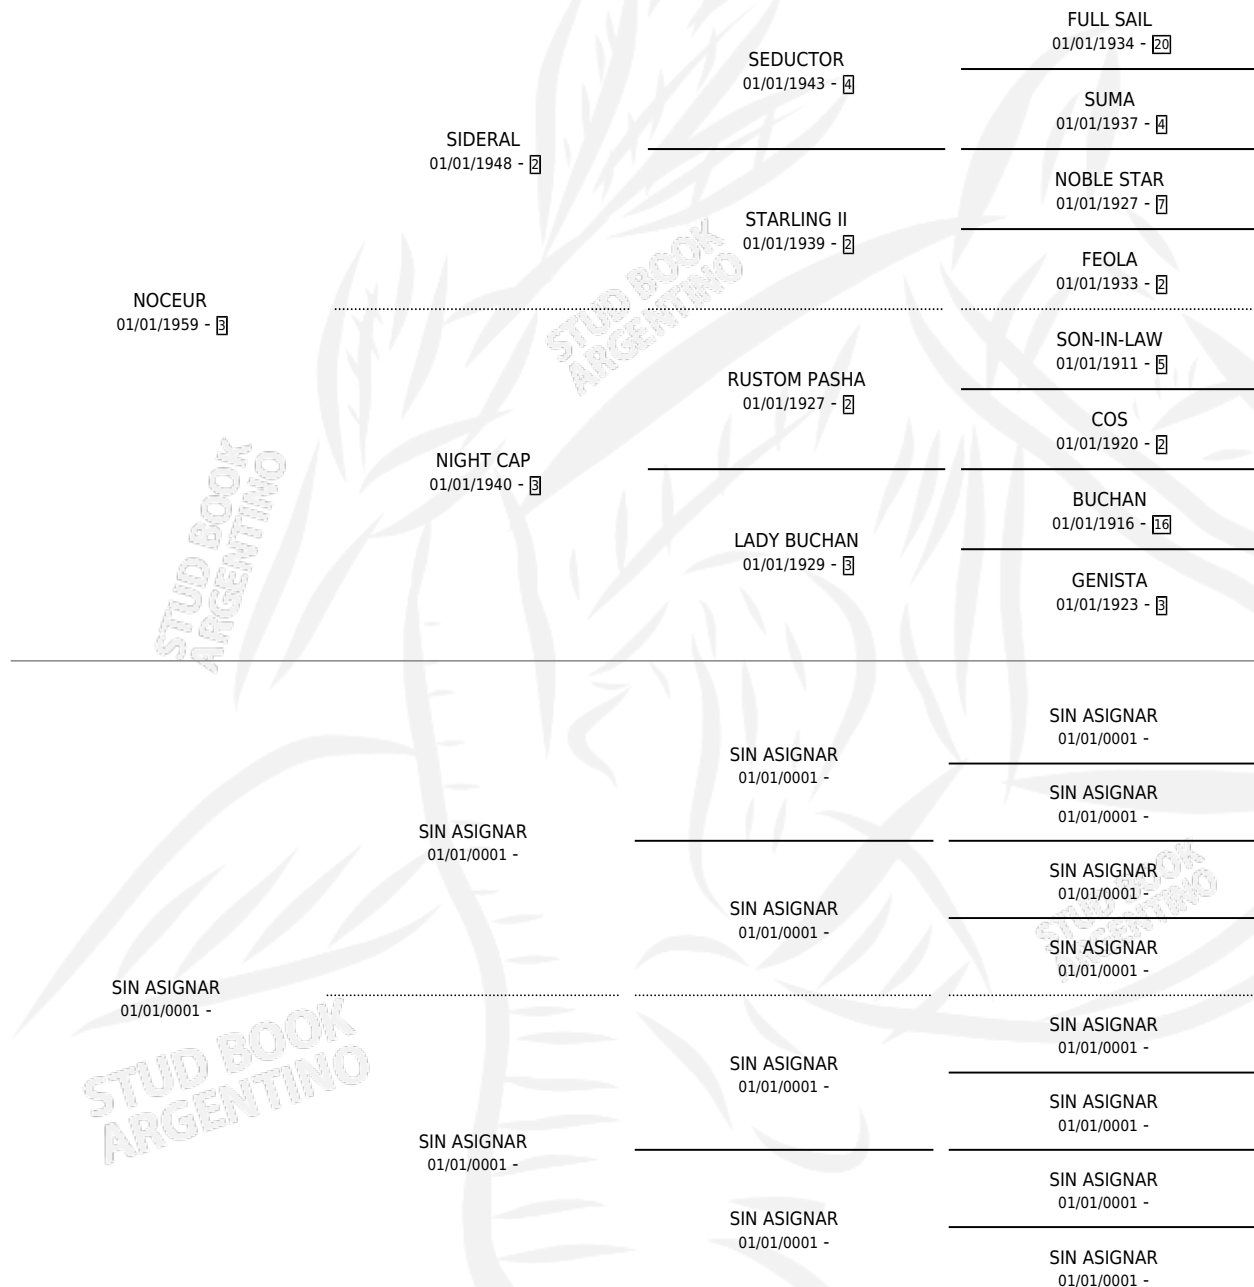 FULL SAIL
01/01/1934 - 20
SEDUCTOR
01/01/1943 - 4
SUMA
01/01/1937 - 4
SIDERAL
01/01/1948 - 2
NOBLE STAR
01/01/1927 - 7
STARLING II
01/01/1939 - 2
FEOLA
01/01/1933 - 2
NOCEUR
01/01/1959 - 3
SON-IN-LAW
01/01/1911 - 5
RUSTOM PASHA
01/01/1927 - 2
COS
01/01/1920 - 2
NIGHT CAP
01/01/1940 - 3
BUCHAN
01/01/1916 - 16
LADY BUCHAN
01/01/1929 - 3
GENISTA
01/01/1923 - 3
STUD BOOK
ARGENTINO
STUD BOOK
ARGENTINO
SIN ASIGNAR
01/01/0001 -
SIN ASIGNAR
01/01/0001 -
SIN ASIGNAR
01/01/0001 -
SIN ASIGNAR
01/01/0001 -
SIN ASIGNAR
01/01/0001 -
SIN ASIGNAR
01/01/0001 -
SIN ASIGNAR
01/01/0001 -
SIN ASIGNAR
01/01/0001 -
SIN ASIGNAR
01/01/0001 -
SIN ASIGNAR
01/01/0001 -
SIN ASIGNAR
01/01/0001 -
SIN ASIGNAR
01/01/0001 -
SIN ASIGNAR
01/01/0001 -
SIN ASIGNAR
01/01/0001 -
SIN ASIGNAR
01/01/0001 -
STUD BOOK
ARGENTINO
STUD BOOK
ARGENTINO